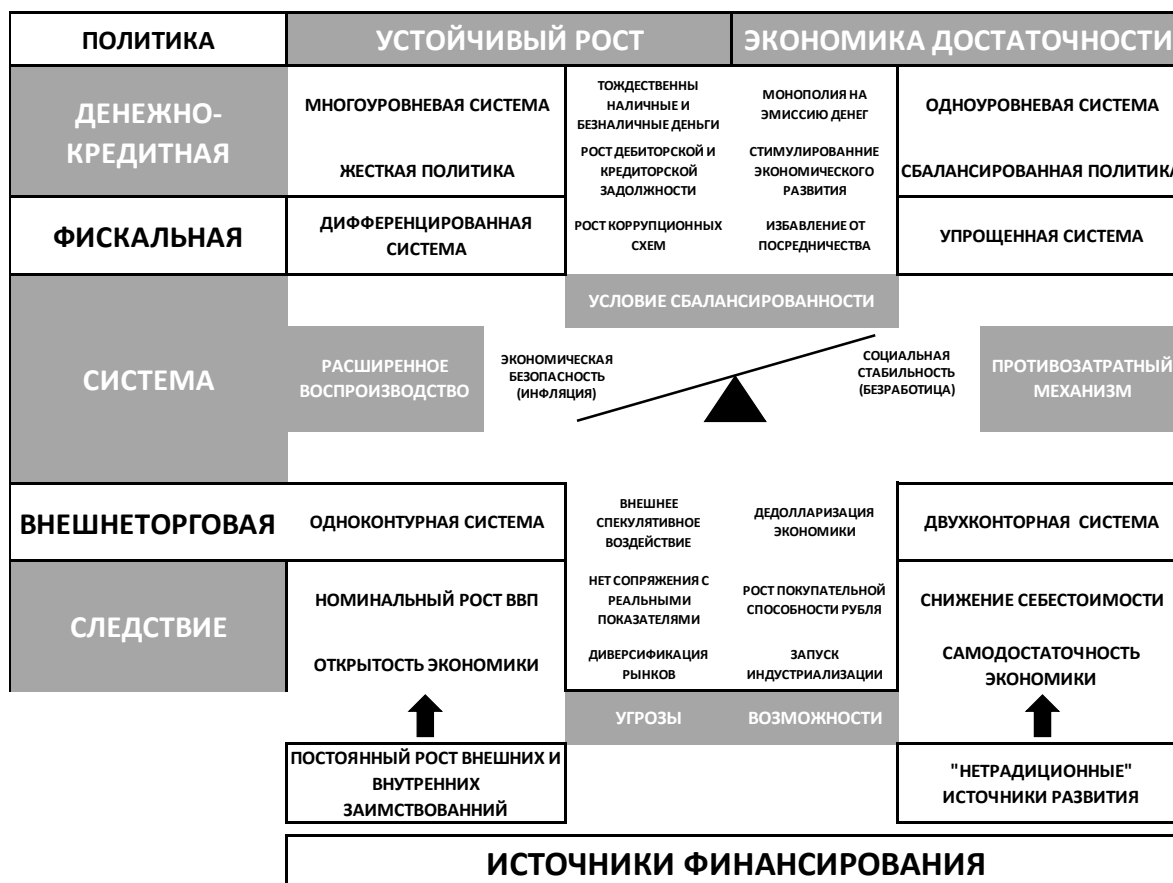 ПОЛИТИКА
УСТОЙЧИВЫЙ РОСТ
ЭКОНОМИКА ДОСТАТОЧНОСТИ
ДЕНЕЖНО-
КРЕДИТНАЯ
МНОГОУРОВНЕВАЯ СИСТЕМА
ТОЖДЕСТВЕННЫ
НАЛИЧНЫЕ И
БЕЗНАЛИЧНЫЕ ДЕНЬГИ
МОНОПОЛИЯ НА
ЭМИССИЮ ДЕНЕГ
ОДНОУРОВНЕВАЯ СИСТЕМА
ЖЕСТКАЯ ПОЛИТИКА
РОСТ ДЕБИТОРСКОЙ И
КРЕДИТОРСКОЙ
ЗАДОЛЖНОСТИ
СТИМУЛИРОВАННИЕ
ЭКОНОМИЧЕСКОГО
РАЗВИТИЯ
СБАЛАНСИРОВАННАЯ ПОЛИТИКА
ФИСКАЛЬНАЯ
ДИФФЕРЕНЦИРОВАННАЯ
СИСТЕМА
РОСТ КОРРУПЦИОННЫХ
СХЕМ
ИЗБАВЛЕНИЕ ОТ
ПОСРЕДНИЧЕСТВА
УПРОЩЕННАЯ СИСТЕМА
СИСТЕМА
УСЛОВИЕ СБАЛАНСИРОВАННОСТИ
РАСШИРЕННОЕ
ВОСПРОИЗВОДСТВО
ЭКОНОМИЧЕСКАЯ
БЕЗОПАСНОСТЬ
(ИНФЛЯЦИЯ)
СОЦИАЛЬНАЯ
СТАБИЛЬНОСТЬ
(БЕЗРАБОТИЦА)
ПРОТИВОЗАТРАТНЫЙ
МЕХАНИЗМ
ВНЕШНЕТОРГОВАЯ
ОДНОКОНТУРНАЯ СИСТЕМА
ВНЕШНЕЕ
СПЕКУЛЯТИВНОЕ
ВОЗДЕЙСТВИЕ
ДЕДОЛЛАРИЗАЦИЯ
ЭКОНОМИКИ
ДВУХКОНТОРНАЯ СИСТЕМА
СЛЕДСТВИЕ
НОМИНАЛЬНЫЙ РОСТ ВВП
НЕТ СОПРЯЖЕНИЯ С
РЕАЛЬНЫМИ
ПОКАЗАТЕЛЯМИ
РОСТ ПОКУПАТЕЛЬНОЙ
СПОСОБНОСТИ РУБЛЯ
СНИЖЕНИЕ СЕБЕСТОИМОСТИ
ОТКРЫТОСТЬ ЭКОНОМИКИ
ДИВЕРСИФИКАЦИЯ
РЫНКОВ
ЗАПУСК
ИНДУСТРИАЛИЗАЦИИ
САМОДОСТАТОЧНОСТЬ
ЭКОНОМИКИ
УГРОЗЫ
ВОЗМОЖНОСТИ
ПОСТОЯННЫЙ РОСТ ВНЕШНИХ И
ВНУТРЕННИХ
ЗАИМСТВОВАННИЙ
"НЕТРАДИЦИОННЫЕ"
ИСТОЧНИКИ РАЗВИТИЯ
ИСТОЧНИКИ ФИНАНСИРОВАНИЯ